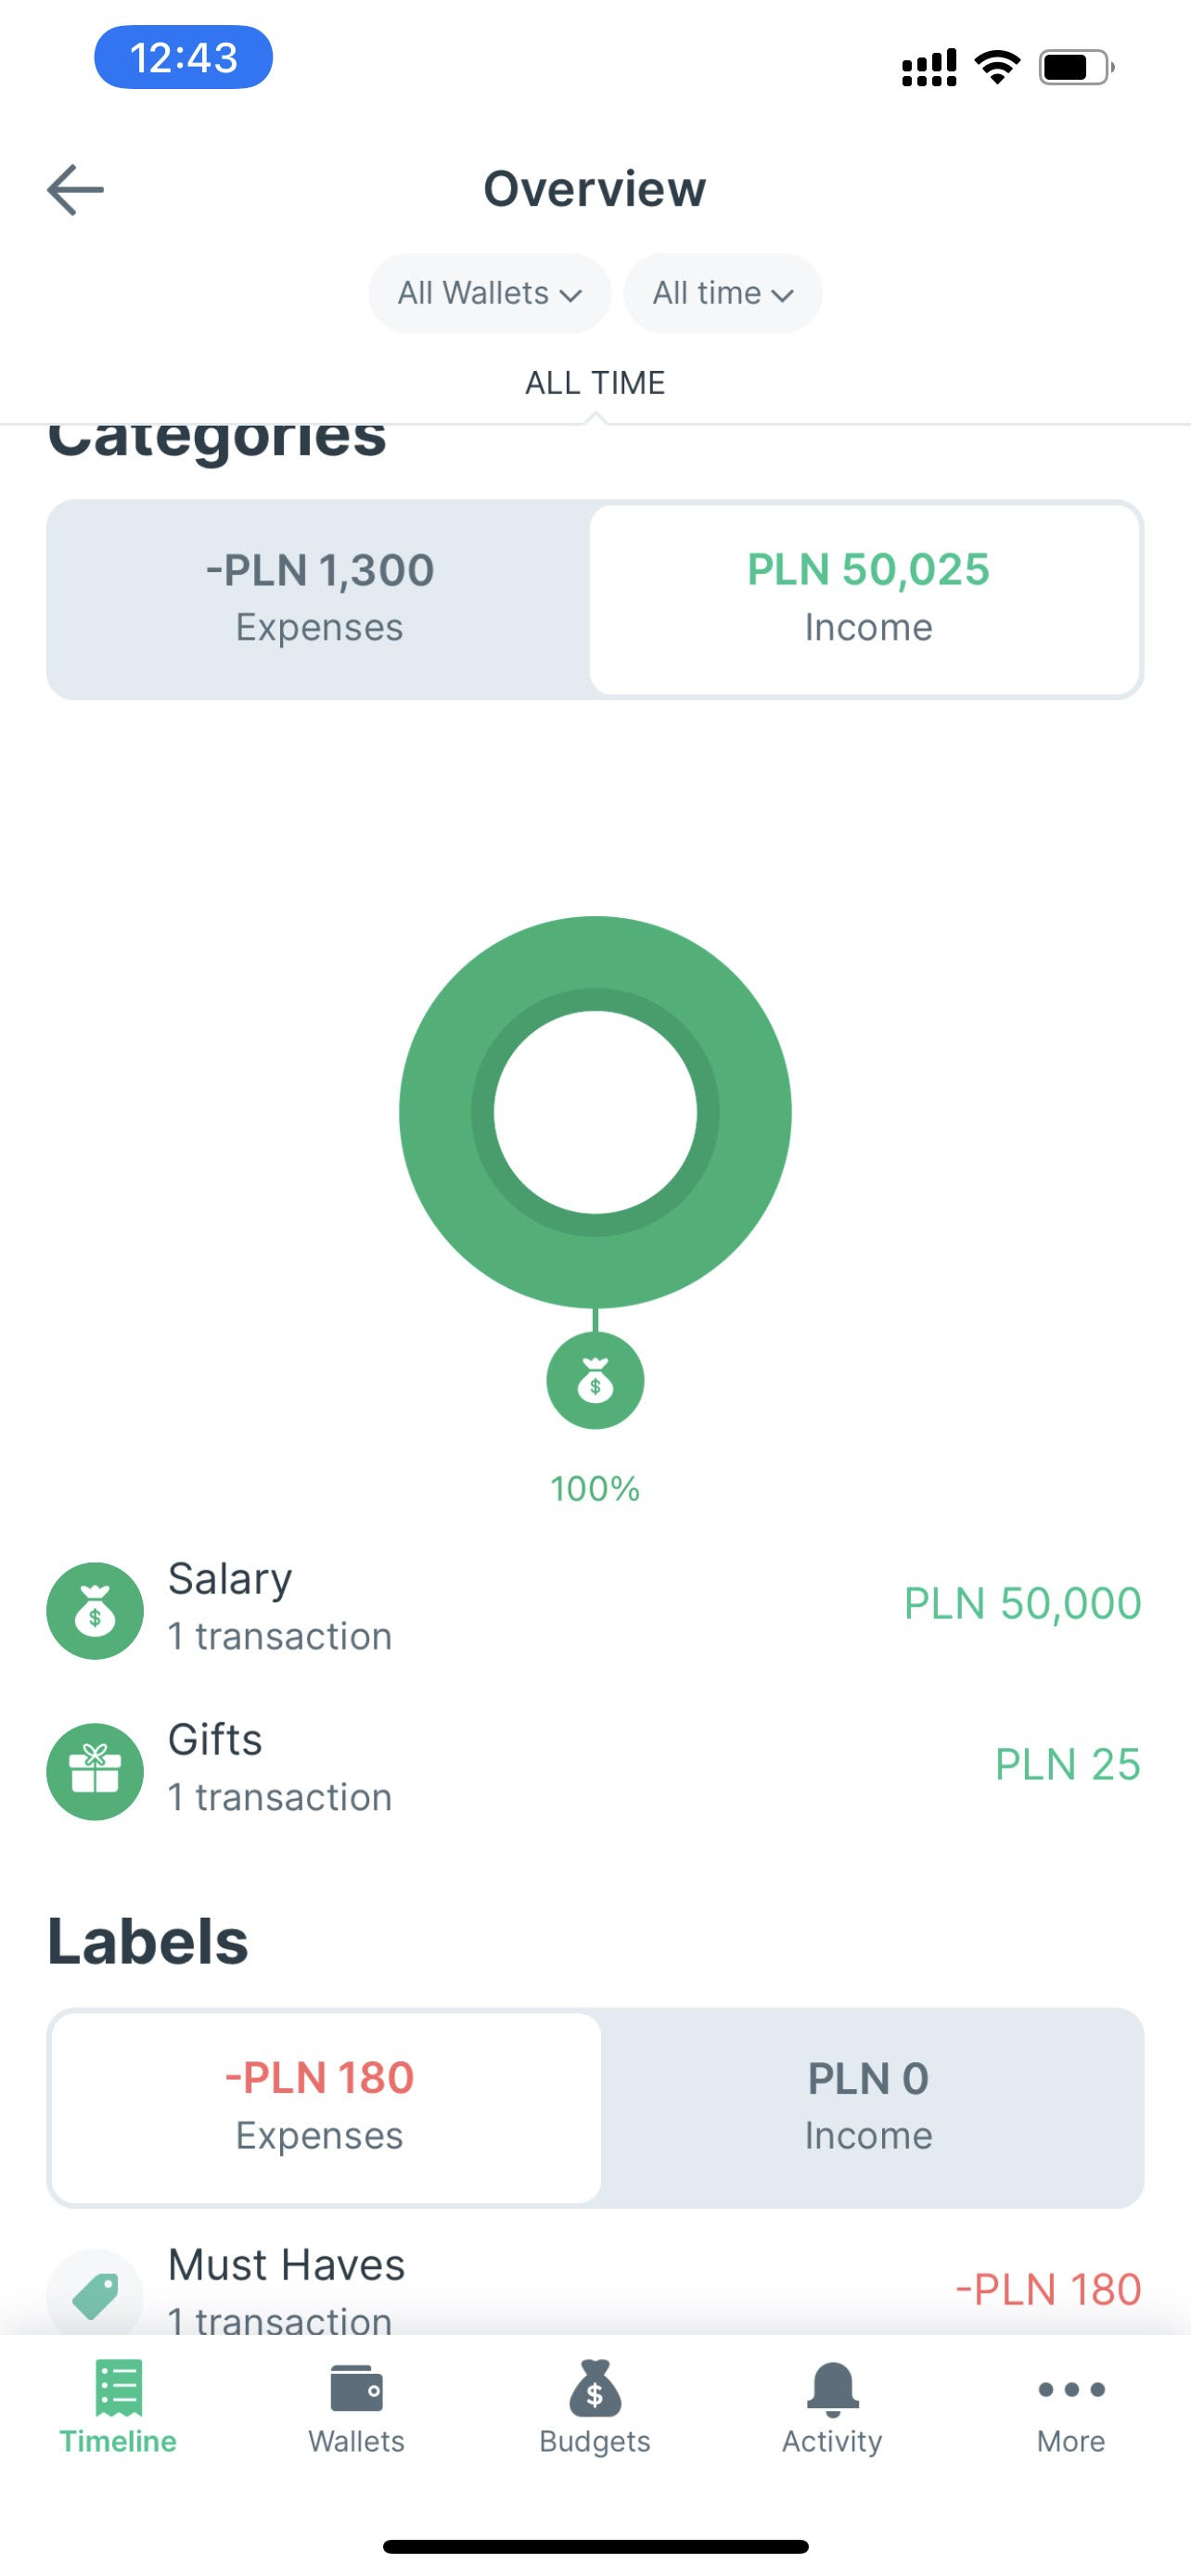 12:43
Overview
All Wallets
All time
ALL TIME
Categories
-PLN 1,300
Expenses
PLN 50,025
Income
$
100%
Salary
1 transaction
$
PLN 50,000
Gifts
1 transaction
PLN 25
Labels
-PLN 180
Expenses
PLN 0
Income
Must Haves
1 transaction
-PLN 180
$
Timeline
Wallets
Budgets
Activity
More